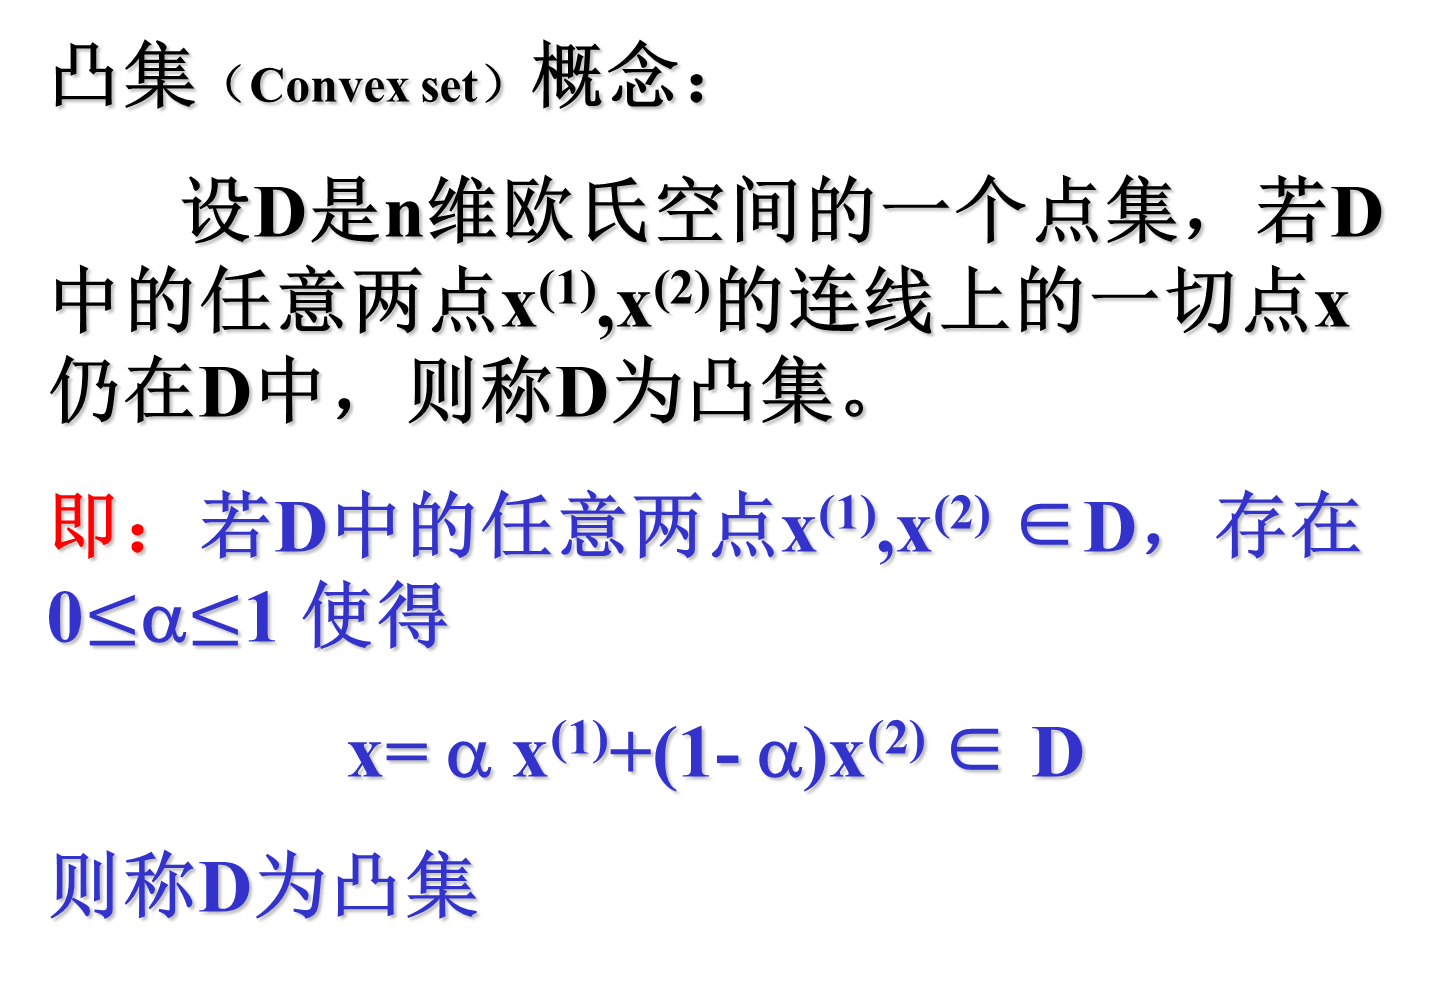 凸集（Convex set）概念：
设D是n维欧氏空间的一个点集，若D
中的任意两点x⁽¹⁾,x⁽²⁾的连线上的一切点x
仍在D中，则称D为凸集。
即：若D中的任意两点x⁽¹⁾,x⁽²⁾ ∈D，存在
0≤α≤1 使得
x= α x⁽¹⁾+(1- α)x⁽²⁾ ∈ D
则称D为凸集